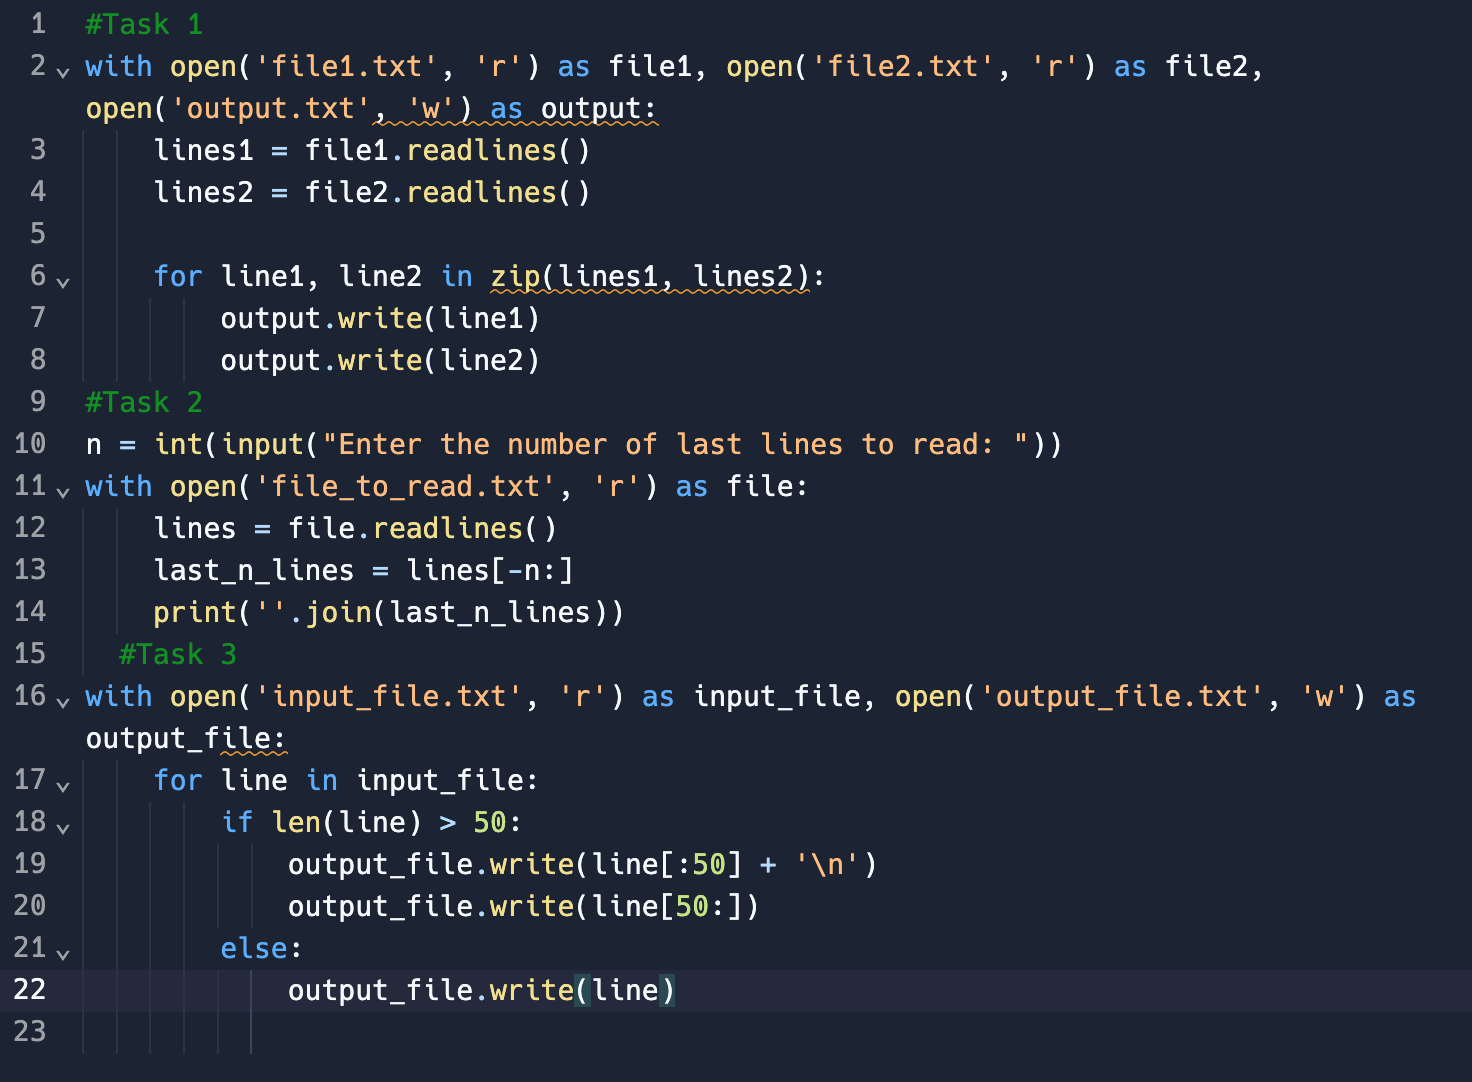 1 #Task 1
2 with open('file1.txt', 'r') as file1, open('file2.txt', 'r') as file2,
open('output.txt', 'w') as output:
3     lines1 = file1.readlines()
4     lines2 = file2.readlines()
5
6     for line1, line2 in zip(lines1, lines2):
7         output.write(line1)
8         output.write(line2)
9 #Task 2
10 n = int(input("Enter the number of last lines to read: "))
11 with open('file_to_read.txt', 'r') as file:
12     lines = file.readlines()
13     last_n_lines = lines[-n:]
14     print(''.join(last_n_lines))
15   #Task 3
16 with open('input_file.txt', 'r') as input_file, open('output_file.txt', 'w') as
output_file:
17     for line in input_file:
18         if len(line) > 50:
19             output_file.write(line[:50] + '\n')
20             output_file.write(line[50:])
21         else:
22             output_file.write(line)
23